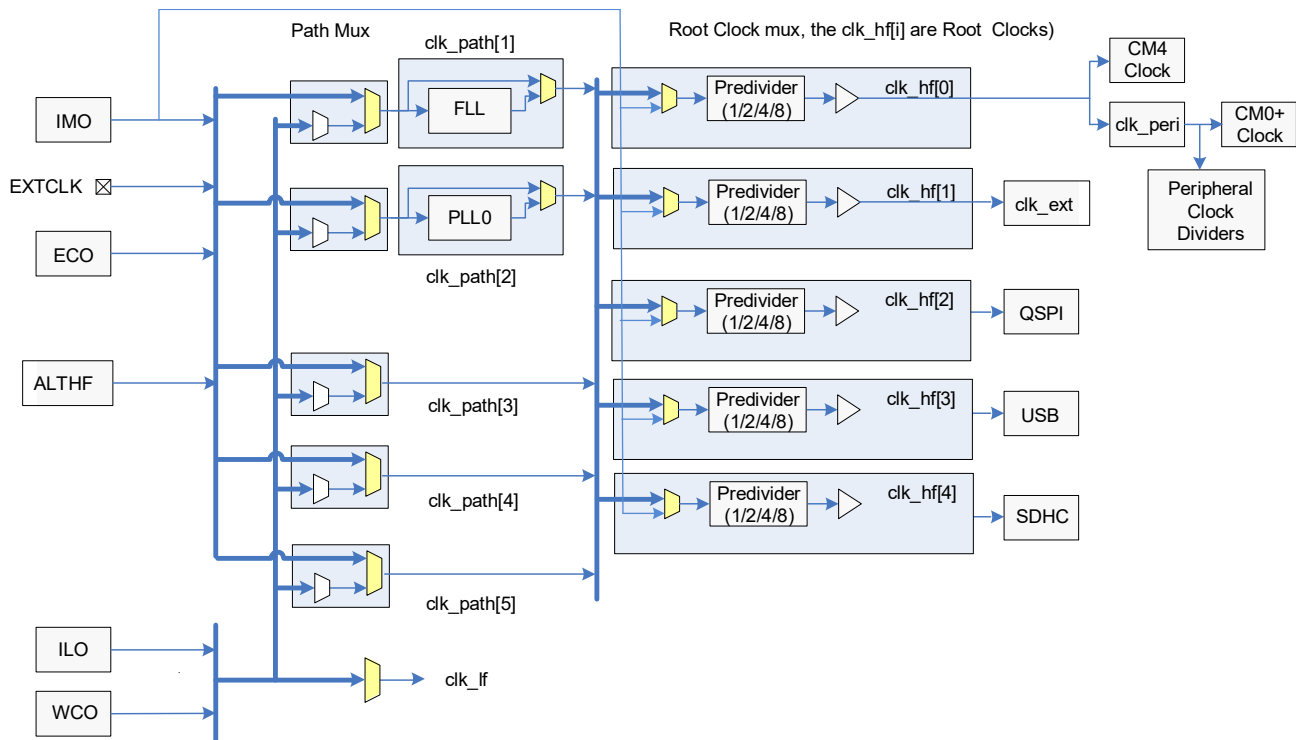 Path Mux
clk_path[1]
Root Clock mux, the clk_hf[i] are Root Clocks)
IMO
EXTCLK
ECO
ALTHF
ILO
WCO
FLL
PLL0
clk_path[2]
clk_path[3]
clk_path[4]
clk_path[5]
clk_lf
Predivider
(1/2/4/8)
clk_hf[0]
Predivider
(1/2/4/8)
clk_hf[1]
Predivider
(1/2/4/8)
clk_hf[2]
Predivider
(1/2/4/8)
clk_hf[3]
Predivider
(1/2/4/8)
clk_hf[4]
CM4
Clock
clk_peri
CM0+
Clock
Peripheral
Clock
Dividers
clk_ext
QSPI
USB
SDHC